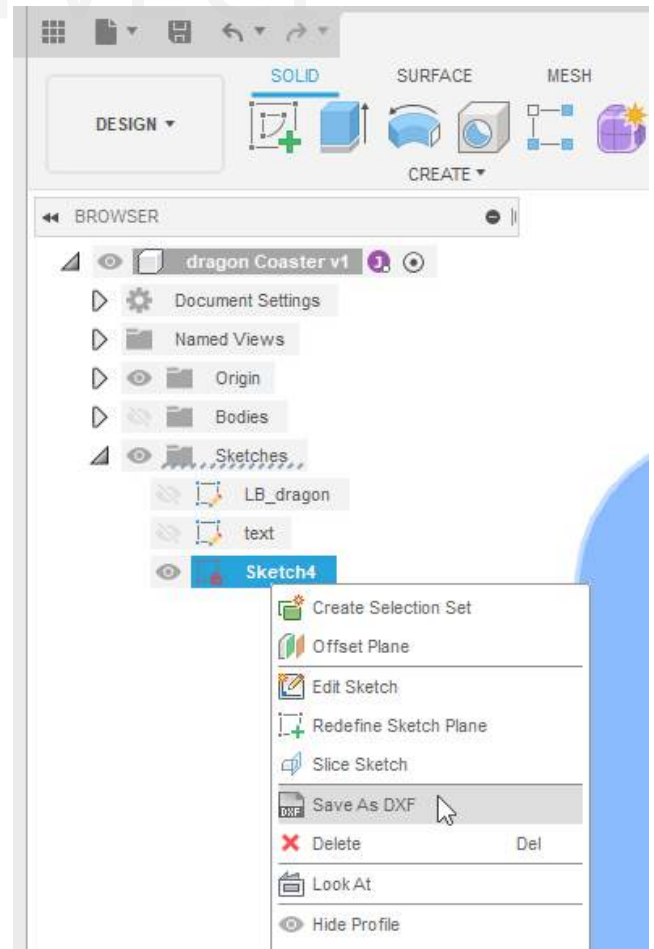 SOLID SURFACE MESH
DESIGN
CREATE
BROWSER
dragon Coaster v1 J
Document Settings
Named Views
Origin
Bodies
Sketches
LB_dragon
text
Sketch4
Create Selection Set
Offset Plane
Edit Sketch
Redefine Sketch Plane
Slice Sketch
DXF Save As DXF
Delete Del
Look At
Hide Profile